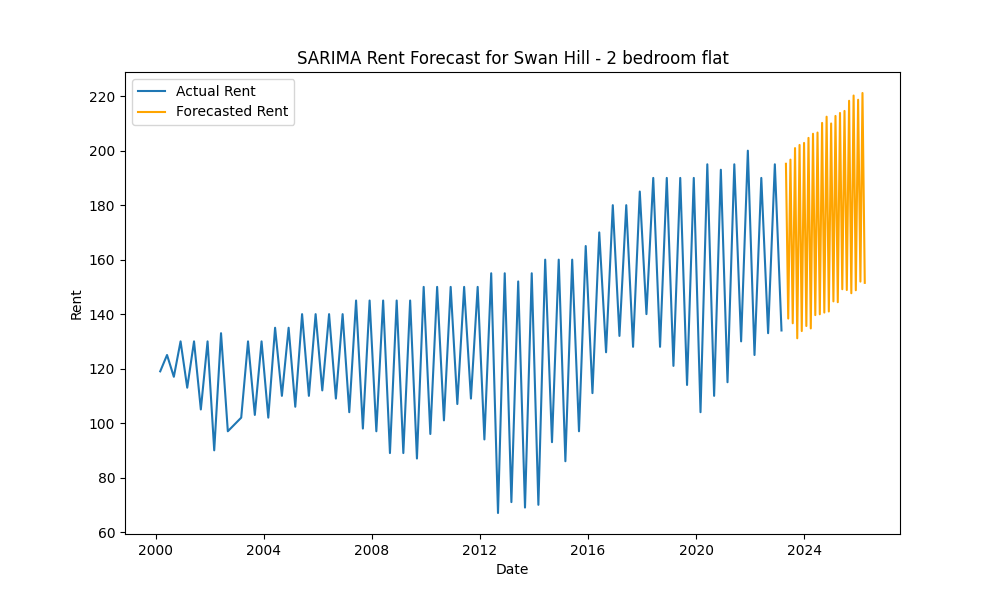 SARIMA Rent Forecast for Swan Hill - 2 bedroom flat
Actual Rent
Forecasted Rent
220
200
180
160
140
120
100
80
60
Rent
2000 2004 2008 2012 2016 2020 2024
Date